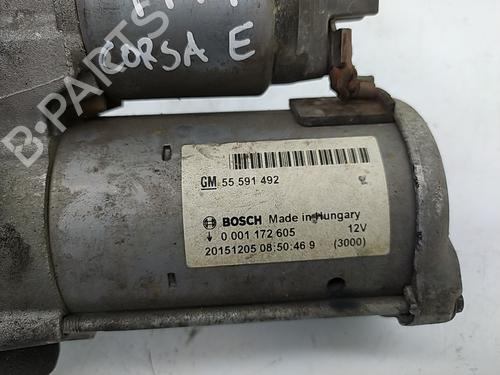 CORSA E
B-PARTS
GM 55 591 492
BOSCH Made in Hungary
0 001 172 605 12V
20151205 08:50:46 9 (3000)